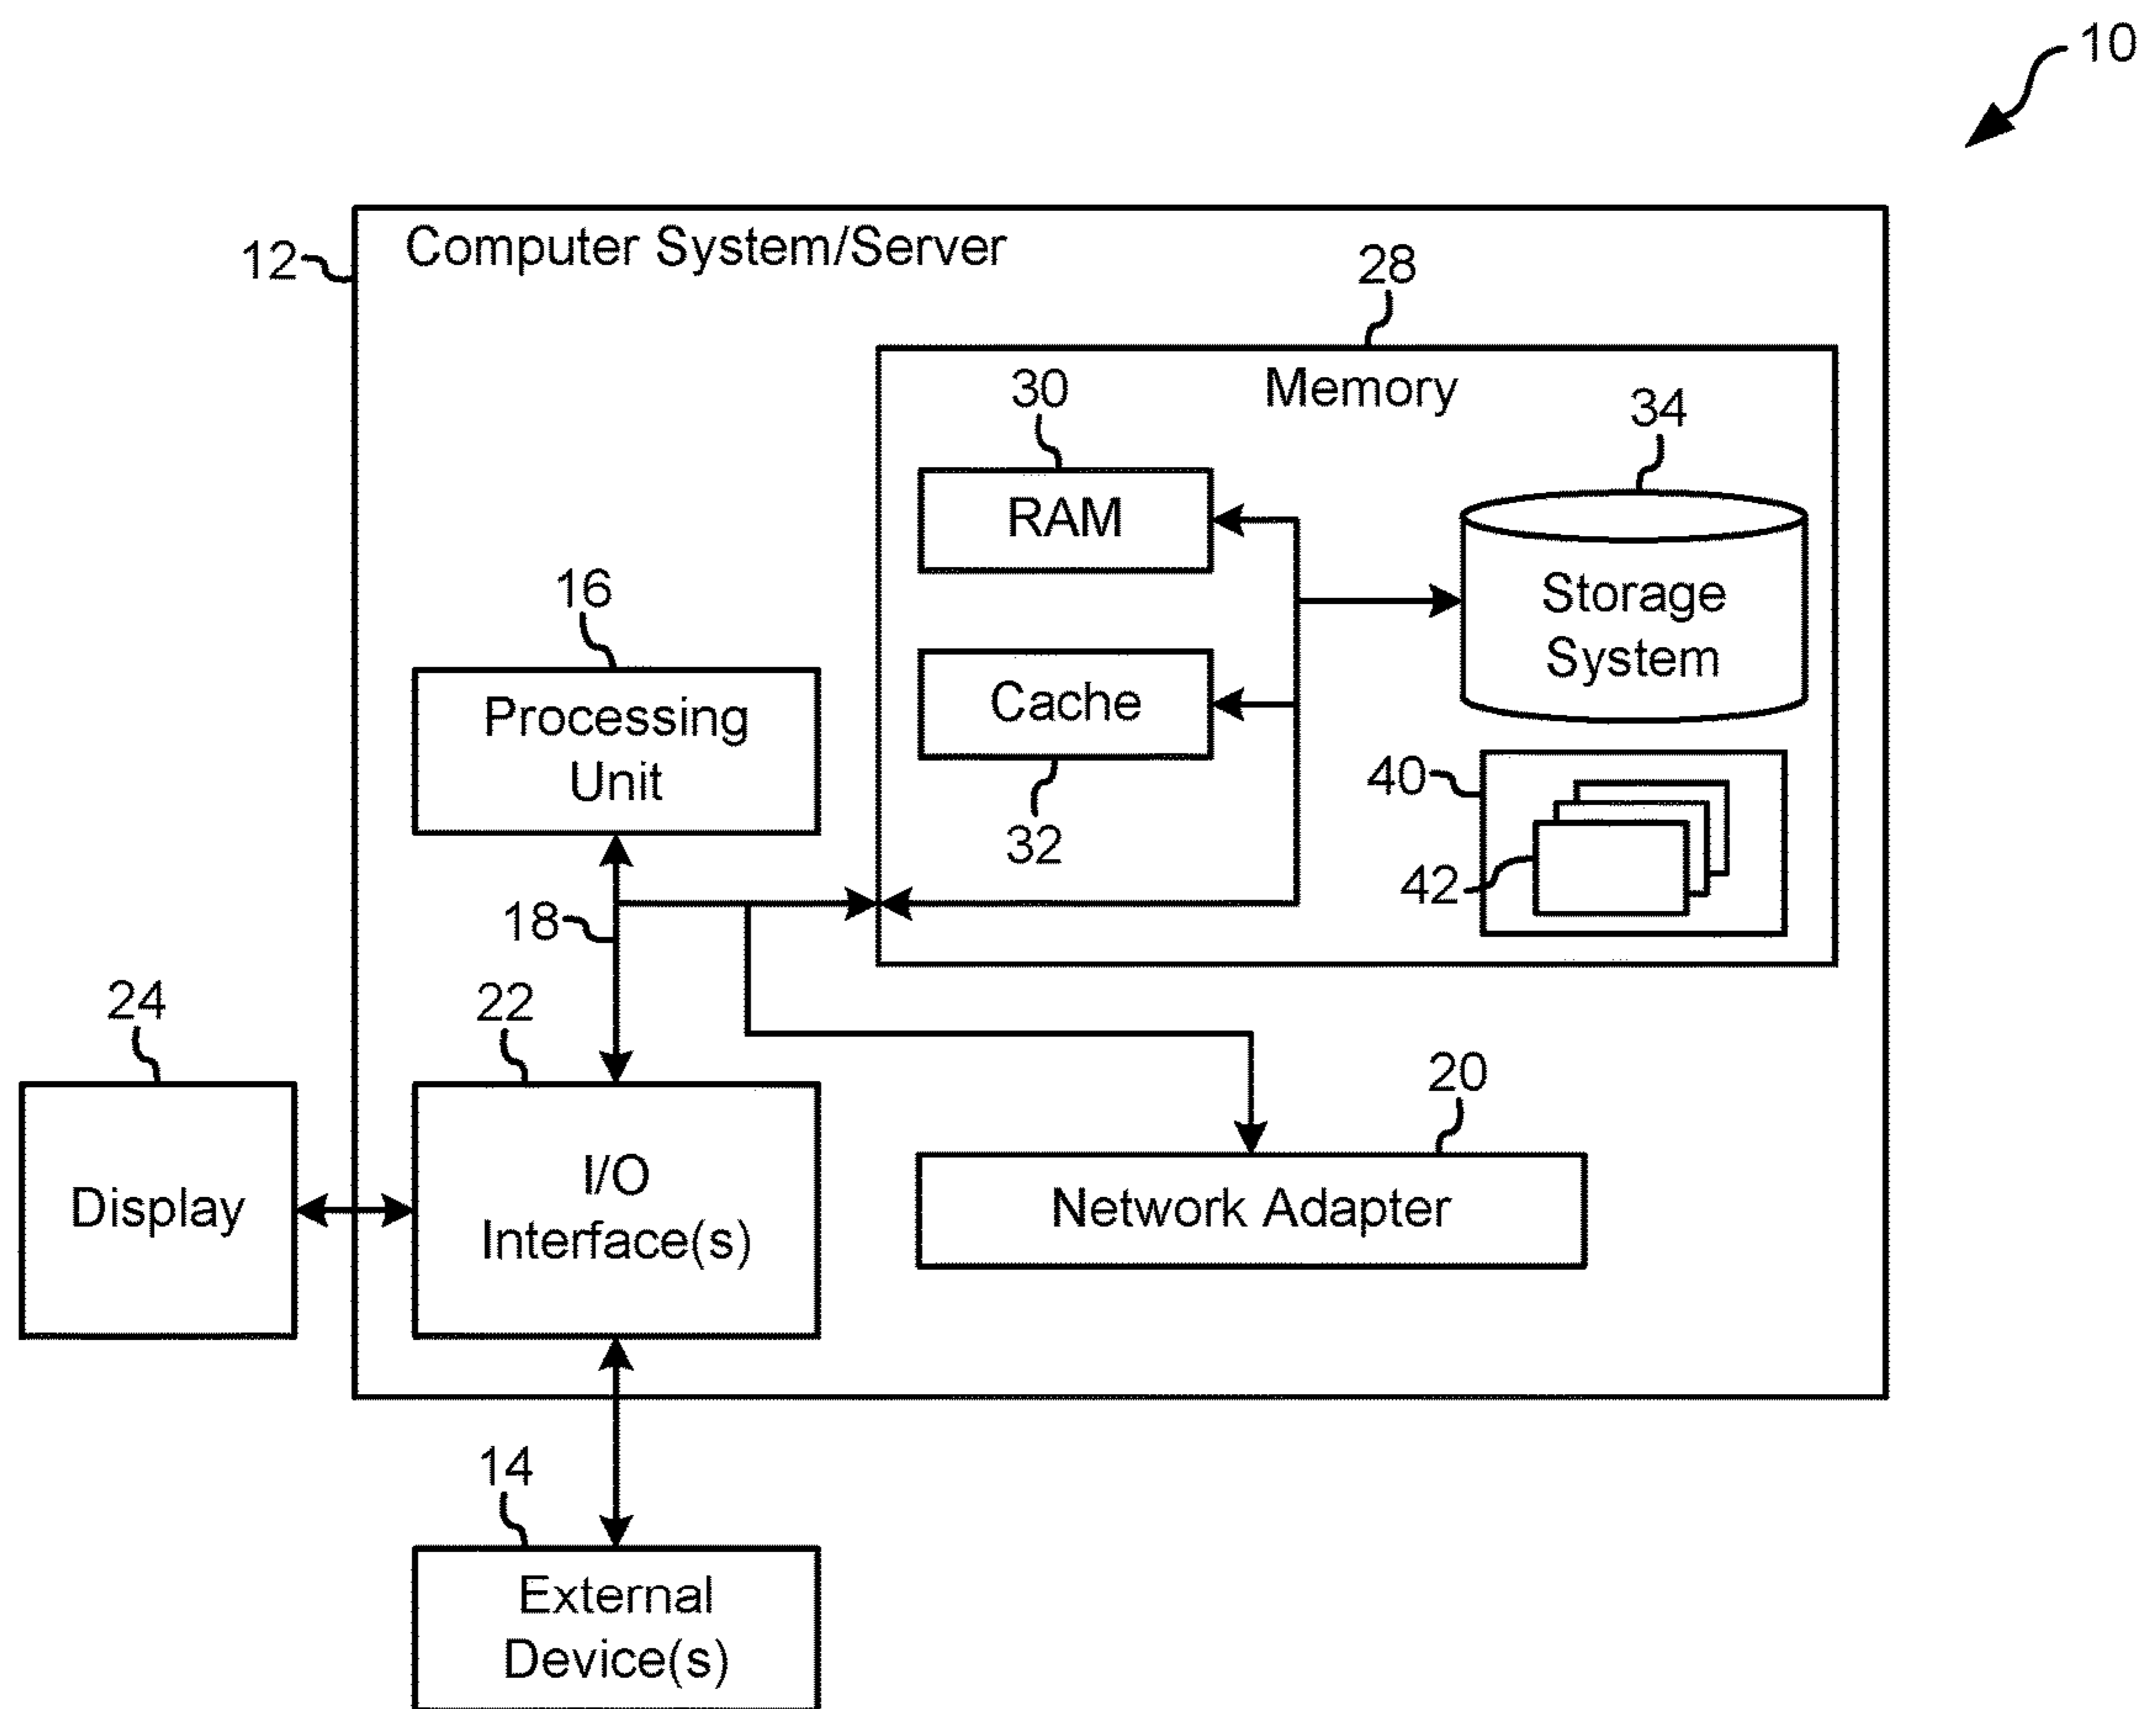 10
12
Computer System/Server
28
Memory
30
RAM
34
Storage
System
16
Processing
Unit
Cache
32
40
42
18
24
Display
22
I/O
Interface(s)
20
Network Adapter
14
External
Device(s)